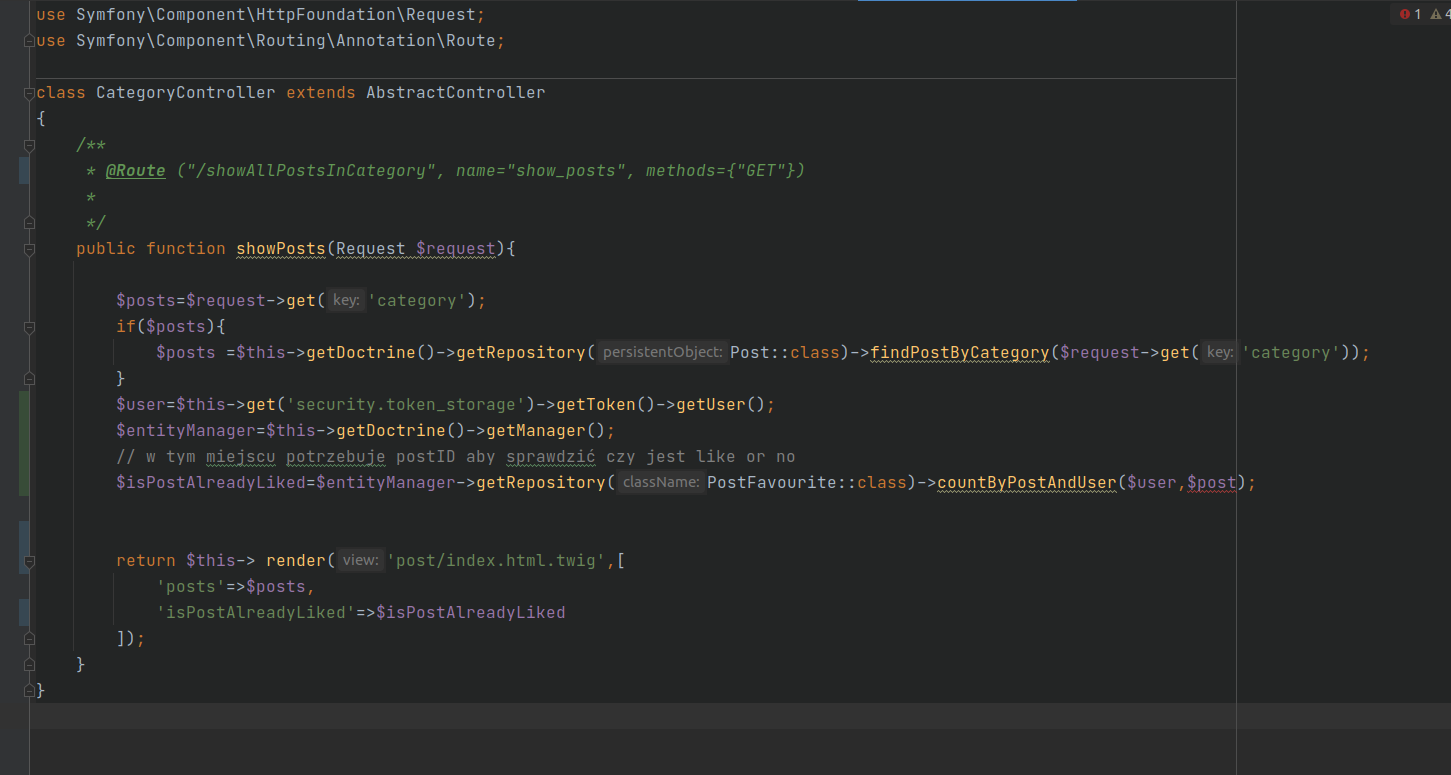 use Symfony\Component\HttpFoundation\Request;
1 4
use Symfony\Component\Routing\Annotation\Route;
class CategoryController extends AbstractController
{
/**
* @Route ("/showAllPostsInCategory", name="show_posts", methods={"GET"})
*
*/
public function showPosts(Request $request){
$posts=$request->get( key: 'category');
if($posts){
$posts =$this->getDoctrine()->getRepository( persistentObject: Post::class)->findPostByCategory($request->get( key: 'category'));
}
$user=$this->get('security.token_storage')->getToken()->getUser();
$entityManager=$this->getDoctrine()->getManager();
// w tym miejscu potrzebuje postID aby sprawdzić czy jest like or no
$isPostAlreadyLiked=$entityManager->getRepository( className: PostFavourite::class)->countByPostAndUser($user,$post);
return $this-> render( view: 'post/index.html.twig',[
'posts'=>$posts,
'isPostAlreadyLiked'=>$isPostAlreadyLiked
]);
}
}